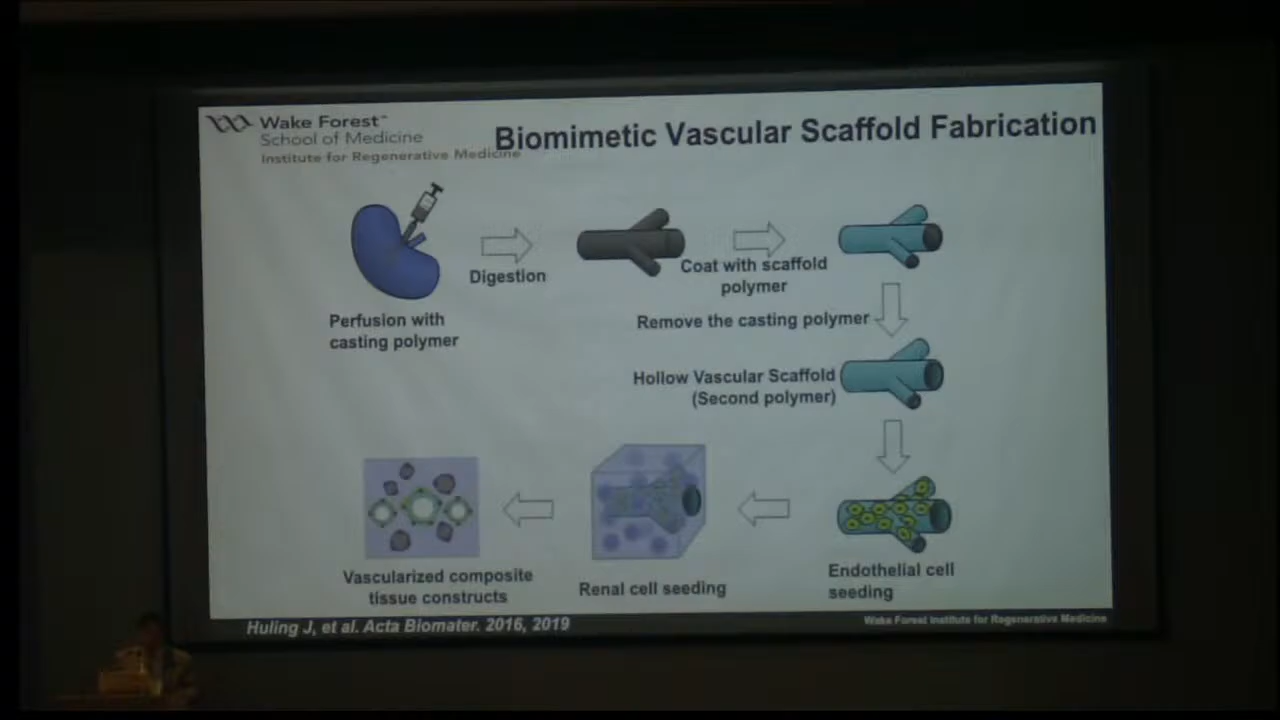 Wake Forest™
School of Medicine
Institute for Regenerative Medicine
Biomimetic Vascular Scaffold Fabrication
Perfusion with
casting polymer
Digestion
Coat with scaffold
polymer
Remove the casting polymer
Hollow Vascular Scaffold
(Second polymer)
Endothelial cell
seeding
Renal cell seeding
Vascularized composite
tissue constructs
Huling J, et al. Acta Biomater. 2016, 2019
Wake Forest Institute for Regenerative Medicine